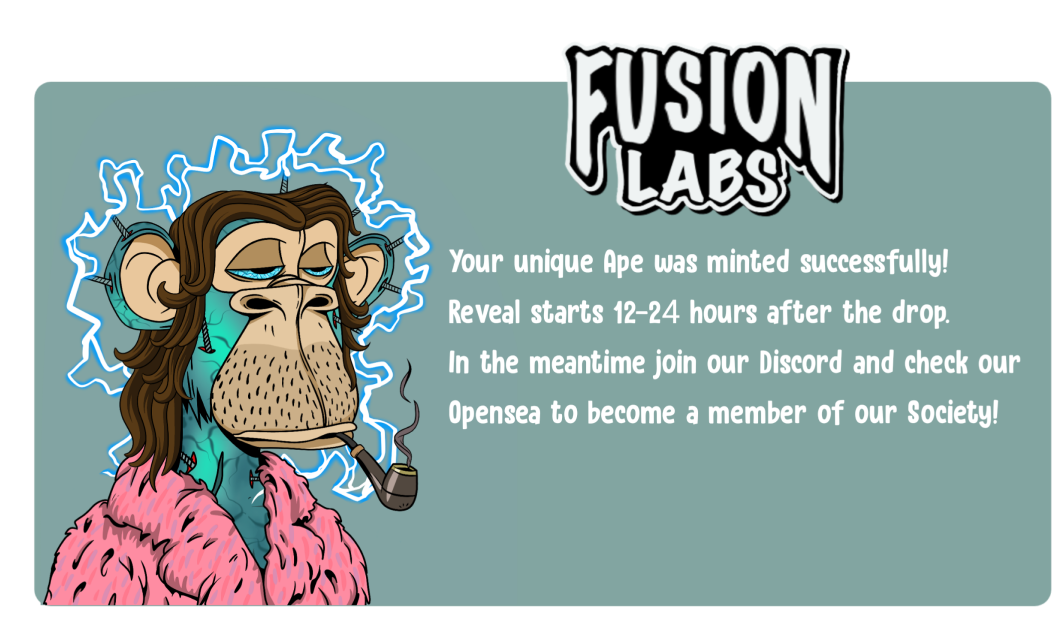 FUSION
LABS
Your unique Ape was minted successfully!
Reveal starts 12-24 hours after the drop.
In the meantime join our Discord and check our
Opensea to become a member of our Society!